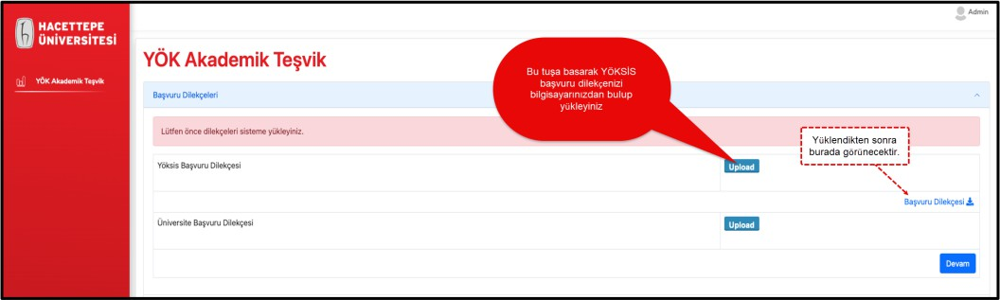 HACETTEPE
ÜNİVERSİTESİ
Admin
YÖK Akademik Teşvik
YÖK Akademik Teşvik
Bu tuşa basarak YÖKSİS
başvuru dilekçenizi
bilgisayarınızdan bulup
yükleyiniz
Başvuru Dilekçeleri
Lütfen önce dilekçeleri sisteme yükleyiniz.
Yüklendikten sonra
burada görünecektir.
Yöksis Başvuru Dilekçesi
Upload
Başvuru Dilekçesi
Üniversite Başvuru Dilekçesi
Upload
Devam